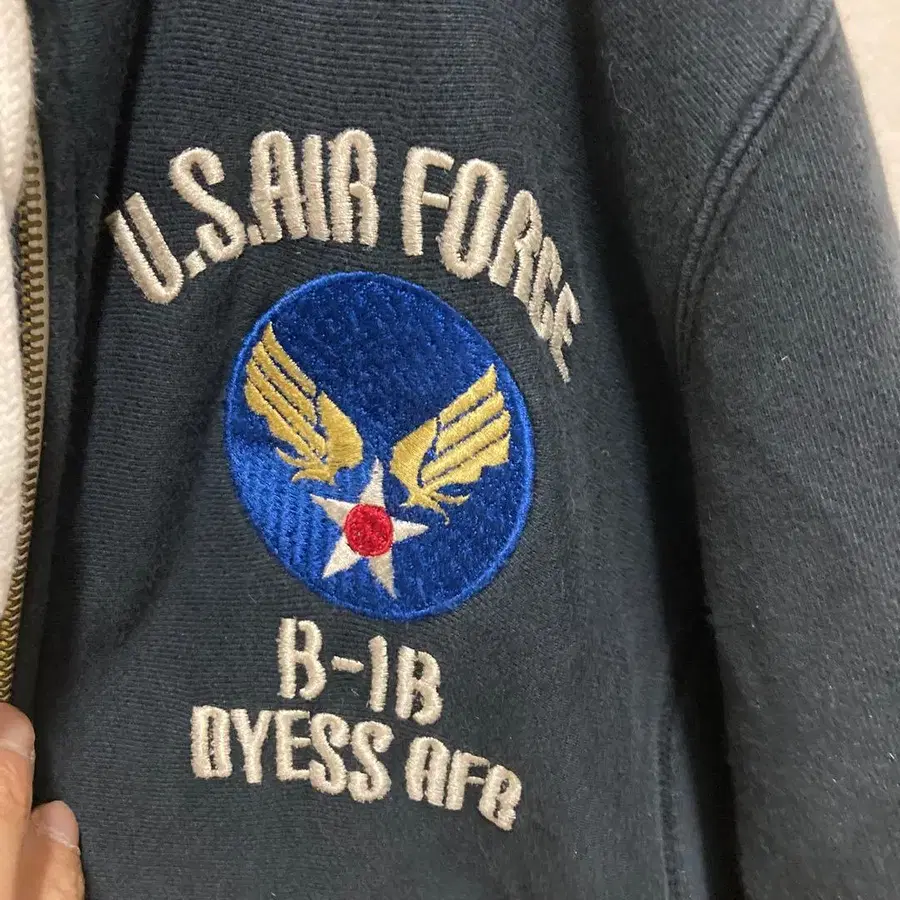 U.S.AIR FORCE
B-1B
DYESS AFB